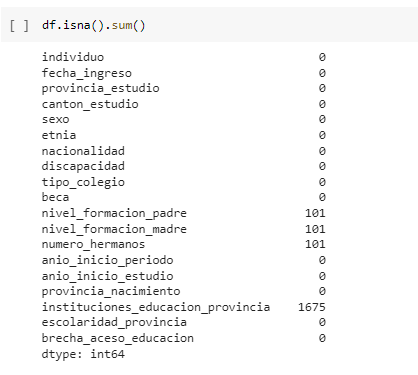 [ ] df.isna().sum()
individuo 0
fecha_ingreso 0
provincia_estudio 0
canton_estudio 0
sexo 0
etnia 0
nacionalidad 0
discapacidad 0
tipo_colegio 0
beca 0
nivel_formacion_padre 101
nivel_formacion_madre 101
numero_hermanos 101
anio_inicio_periodo 0
anio_inicio_estudio 0
provincia_nacimiento 0
instituciones_educacion_provincia 1675
escolaridad_provincia 0
brecha_aceso_educacion 0
dtype: int64